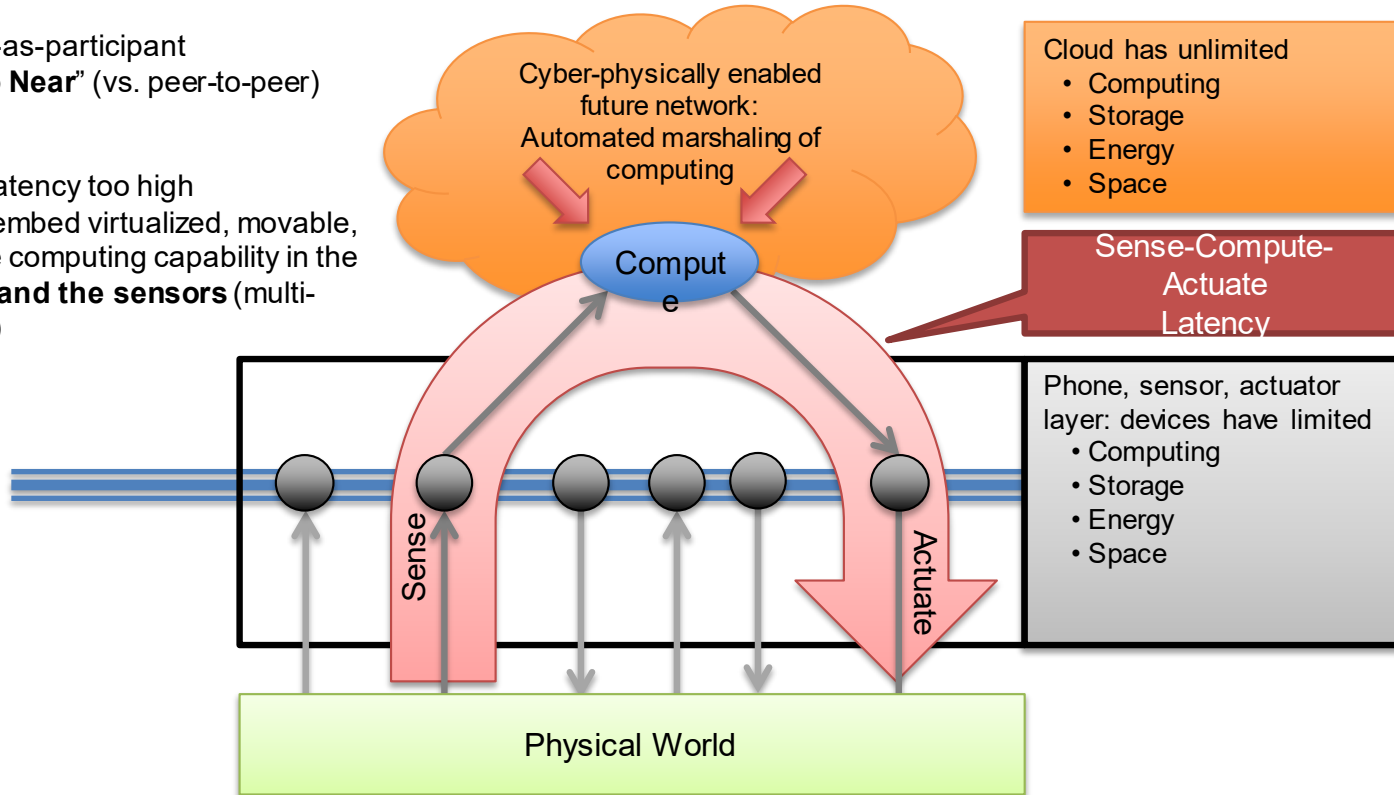 -as-participant
Near” (vs. peer-to-peer)
atency too high
embed virtualized, movable,
computing capability in the
and the sensors (multi-
Cyber-physically enabled
future network:
Automated marshaling of
computing
Comput
e
Cloud has unlimited
• Computing
• Storage
• Energy
• Space
Sense-Compute-
Actuate
Latency
Phone, sensor, actuator
layer: devices have limited
• Computing
• Storage
• Energy
• Space
Sense
Actuate
Physical World